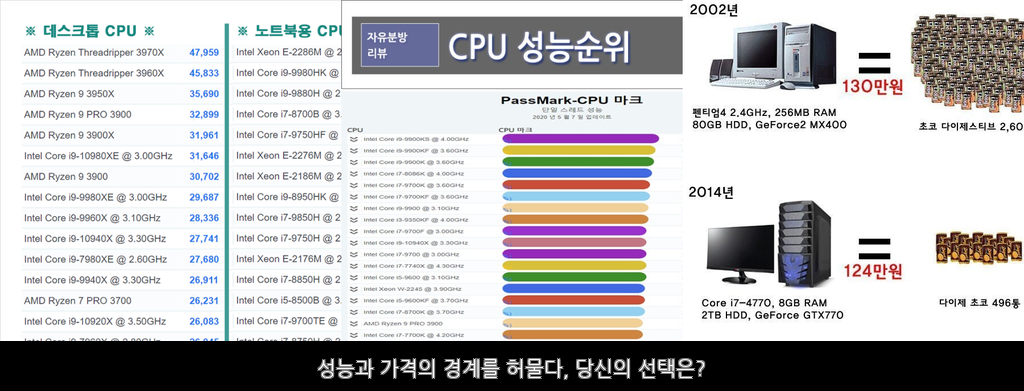 ※ 데스크톱 CPU ※
AMD Ryzen Threadripper 3970X 47,959
AMD Ryzen Threadripper 3960X 45,833
AMD Ryzen 9 3950X 35,690
AMD Ryzen 9 PRO 3900 32,899
AMD Ryzen 9 3900X 31,961
Intel Core i9-10980XE @ 3.00GHz 31,646
AMD Ryzen 9 3900 30,702
Intel Core i9-9980XE @ 3.00GHz 29,687
Intel Core i9-9960X @ 3.10GHz 28,336
Intel Core i9-10940X @ 3.30GHz 27,741
Intel Core i9-7980XE @ 2.60GHz 27,680
Intel Core i9-9940X @ 3.30GHz 26,911
AMD Ryzen 7 PRO 3700 26,231
Intel Core i9-10920X @ 3.50GHz 26,083
※ 노트북용 CPU
Intel Xeon E-2286M @ 2
Intel Core i9-9980HK @
Intel Core i9-9880H @ 2
Intel Core i7-8700B @ 3
Intel Core i7-9750HF @
Intel Xeon E-2276M @ 2
Intel Xeon E-2186M @ 2
Intel Core i9-8950HK @
Intel Core i7-9850H @ 2
Intel Core i7-9750H @ 2
Intel Xeon E-2176M @ 2
Intel Core i7-8850H @ 2
Intel Core i5-8500B @ 3
Intel Core i7-9700TE @
자유분방
리뷰
CPU 성능순위
PassMark-CPU 마크
단일 스레드 성능
2020 년 6 월 7 일 업데이트
CPU CPU 마크
Intel Core i9-9900KS @ 4.00GHz
Intel Core i9-9900KF @ 3.60GHz
Intel Core i9-9900K @ 3.60GHz
Intel Core i7-8086K @ 4.00GHz
Intel Core i7-9700K @ 3.60GHz
Intel Core i7-9700KF @ 3.60GHz
Intel Core i9-9900 @ 3.10GHz
Intel Core i3-9350KF @ 4.00GHz
Intel Core i7-9700F @ 3.00GHz
Intel Core i9-10940X @ 3.30GHz
Intel Core i7-9700 @ 3.00GHz
Intel Core i7-7740X @ 4.30GHz
Intel Core i5-9600 @ 3.10GHz
Intel Xeon W-2245 @ 3.90GHz
Intel Core i5-9600KF @ 3.70GHz
Intel Core i7-8700K @ 3.70GHz
AMD Ryzen 9 PRO 3900
Intel Core i7-7700K @ 4.20GHz
2002년
130만원
펜티엄4 2.4GHz, 256MB RAM
80GB HDD, GeForce2 MX400
초코 다이제스티브 2,60
2014년
124만원
Core i7-4770, 8GB RAM
2TB HDD, GeForce GTX770
다이제 초코 496통
성능과 가격의 경계를 허물다, 당신의 선택은?